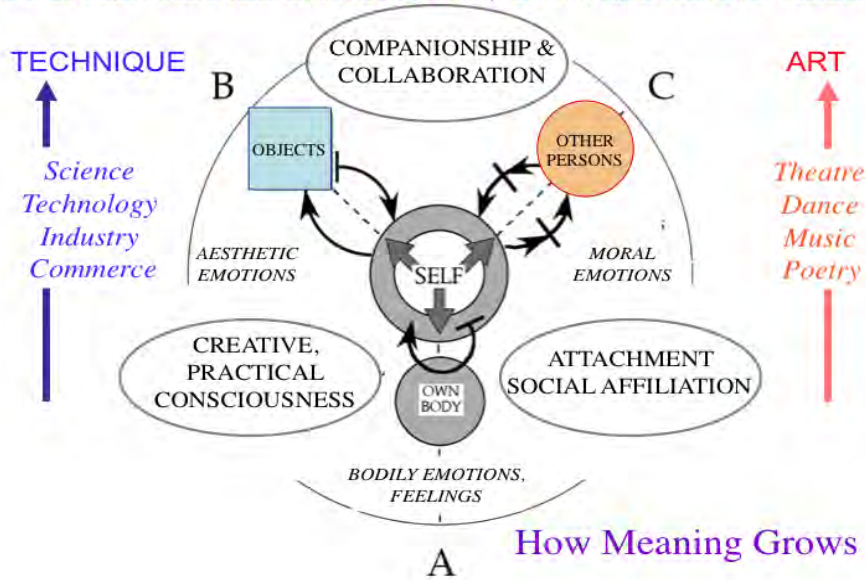 COMPANIONSHIP &
COLLABORATION
TECHNIQUE
ART
B
C
OBJECTS
OTHER
PERSONS
Science
Technology
Industry
Commerce
Theatre
Dance
Music
Poetry
AESTHETIC
EMOTIONS
SELF
MORAL
EMOTIONS
CREATIVE,
PRACTICAL
CONSCIOUSNESS
ATTACHMENT
SOCIAL AFFILIATION
OWN
BODY
BODILY EMOTIONS,
FEELINGS
How Meaning Grows
A